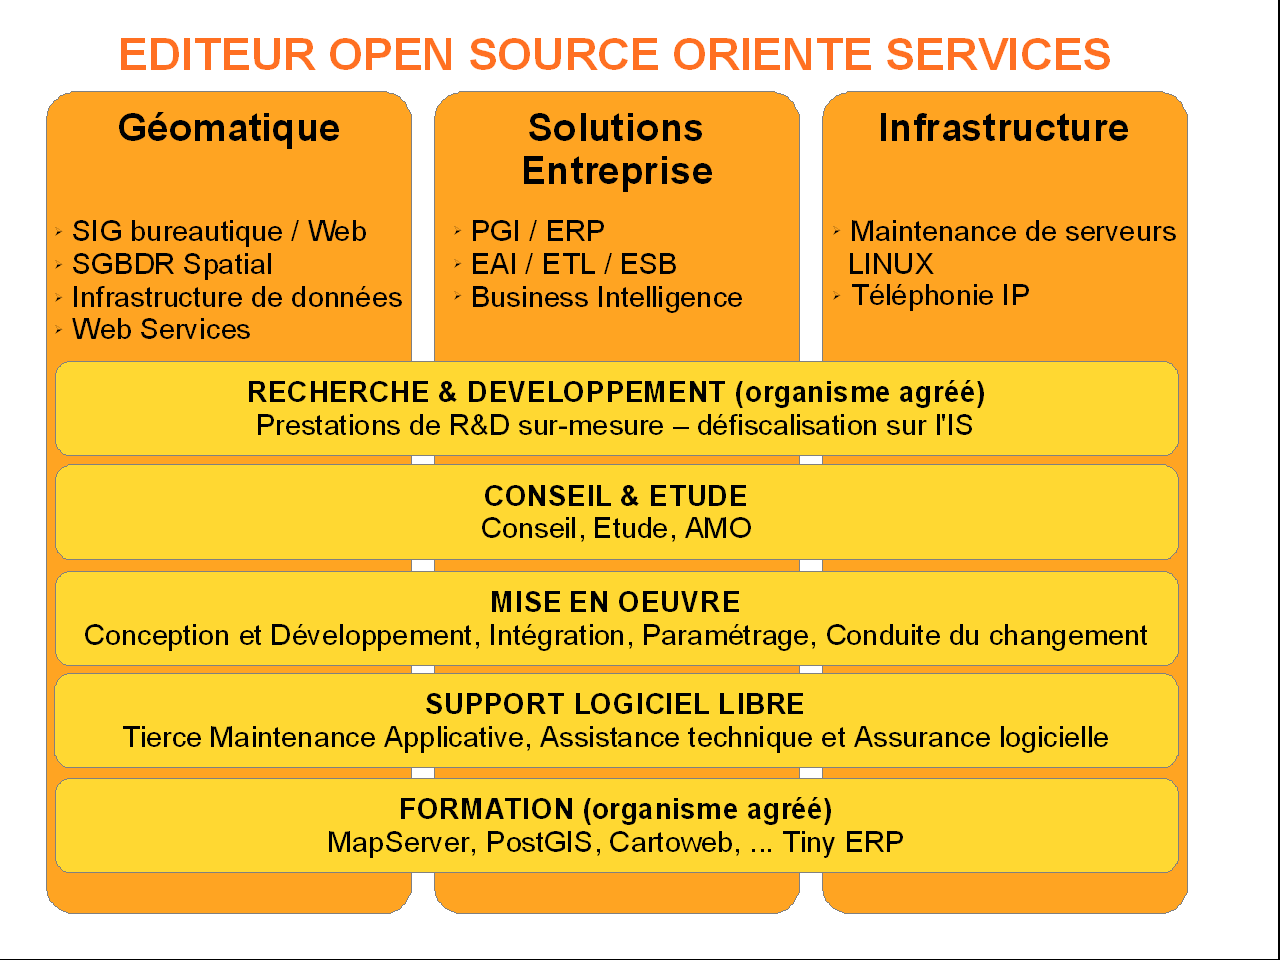 EDITEUR OPEN SOURCE ORIENTE SERVICES
Géomatique
SIG bureautique / Web
SGBDR Spatial
Infrastructure de données
Web Services
Solutions
Entreprise
PGI / ERP
EAI / ETL / ESB
Business Intelligence
Infrastructure
Maintenance de serveurs
LINUX
Téléphonie IP
RECHERCHE & DEVELOPPEMENT (organisme agréé)
Prestations de R&D sur-mesure – défiscalisation sur l'IS
CONSEIL & ETUDE
Conseil, Etude, AMO
MISE EN OEUVRE
Conception et Développement, Intégration, Paramétrage, Conduite du changement
SUPPORT LOGICIEL LIBRE
Tierce Maintenance Applicative, Assistance technique et Assurance logicielle
FORMATION (organisme agréé)
MapServer, PostGIS, Cartoweb, ... Tiny ERP